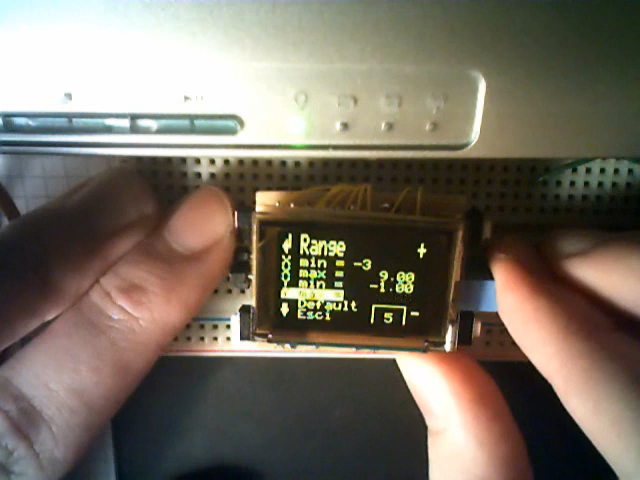 Range +
X min = -3
X max = 9.00
Y min = -1.00
Default
Esci 5 -